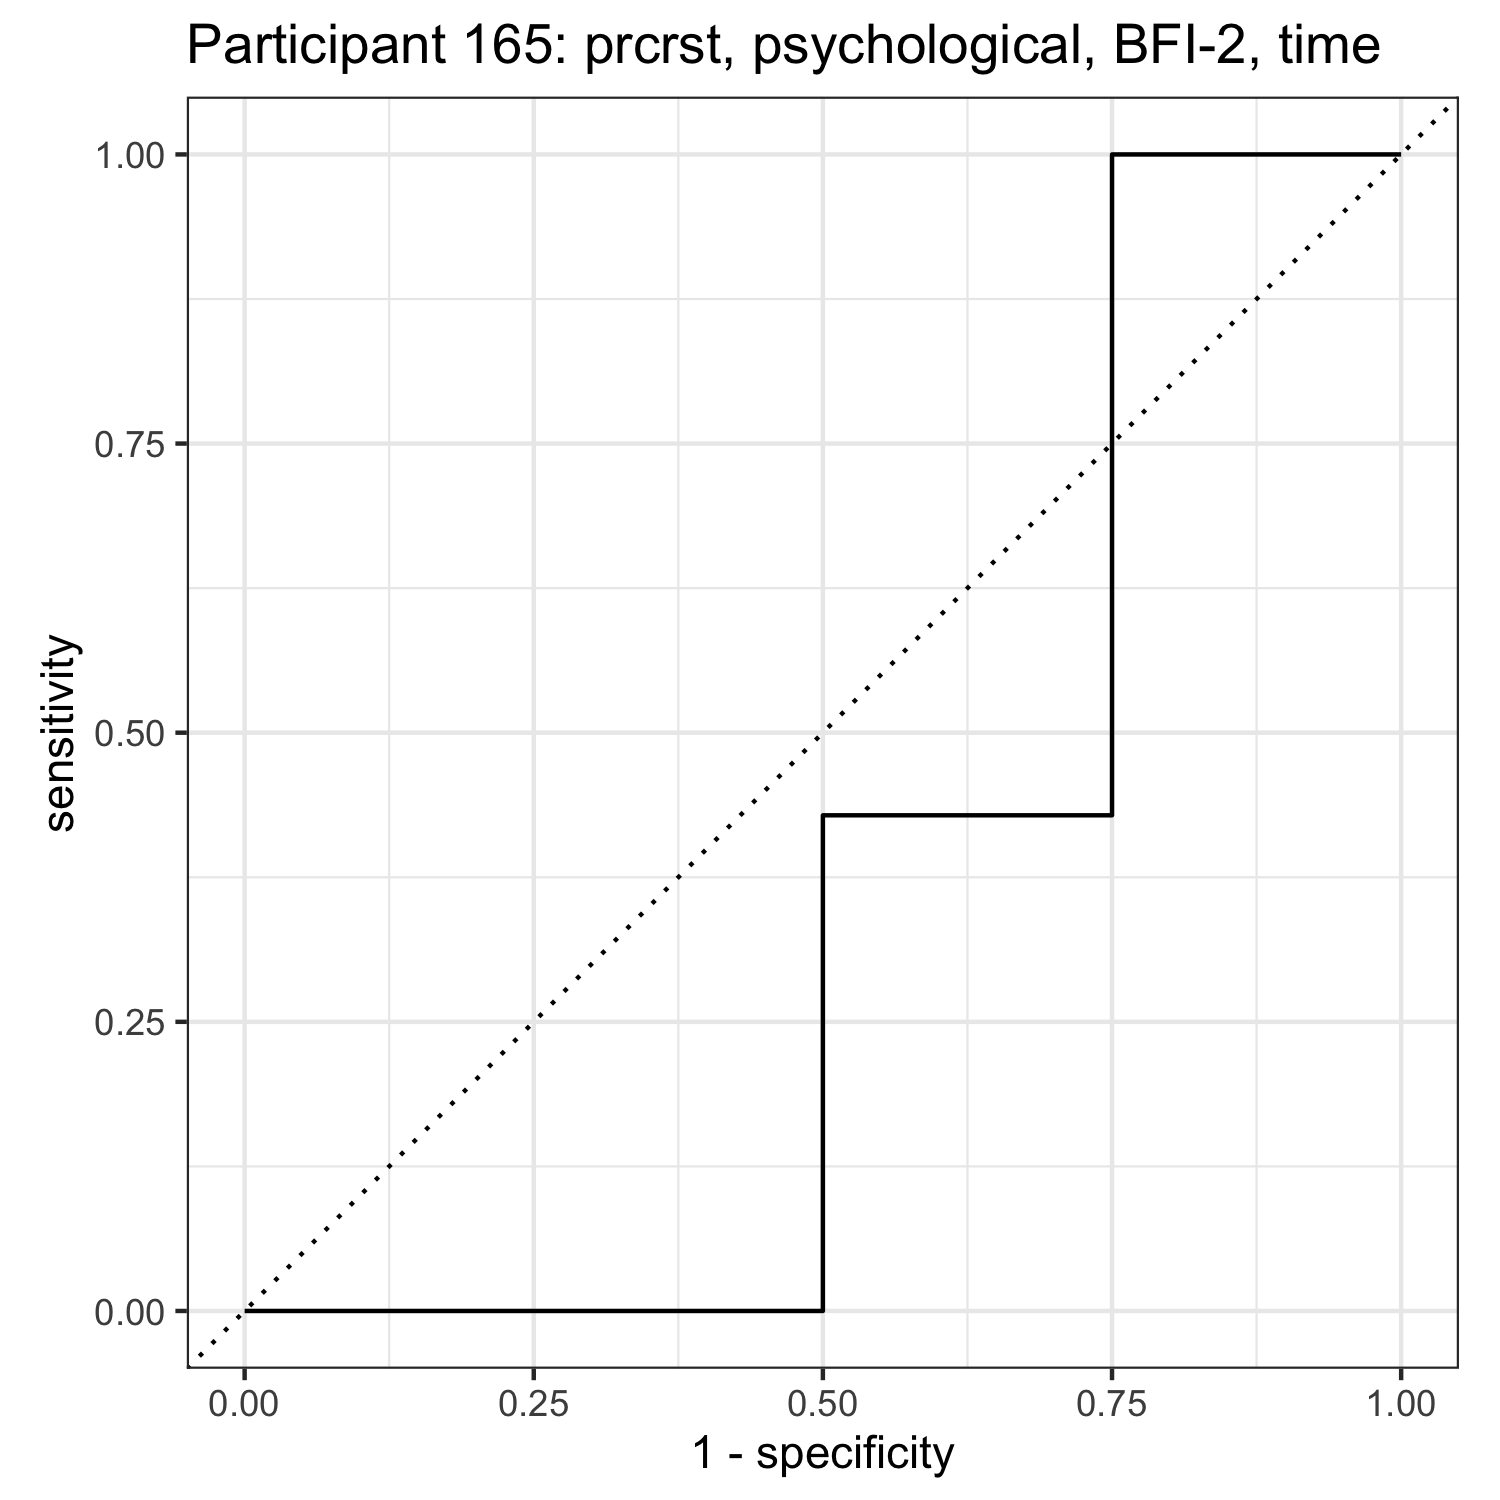 Participant 165: prcrst, psychological, BFI-2, time
1.00
0.75
0.50
0.25
0.00
sensitivity
0.00 0.25 0.50 0.75 1.00
1 - specificity